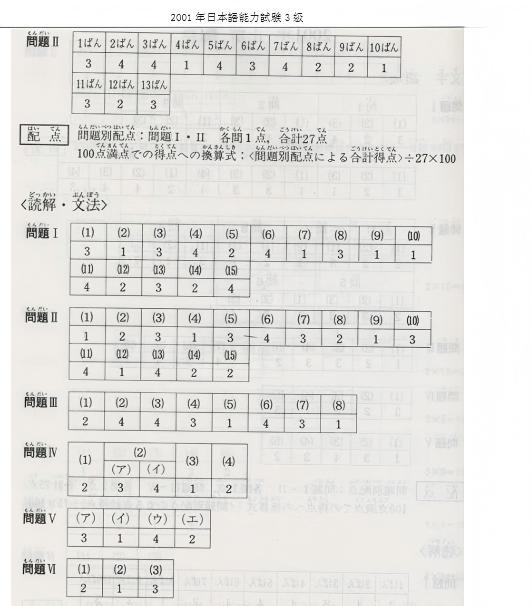 2001 年日本語能力試験 3 級
問題Ⅱ 1ばん 2ばん 3ばん 4ばん 5ばん 6ばん 7ばん 8ばん 9ばん 10ばん
3 4 4 1 4 3 4 2 2 1
11ばん 12ばん 13ばん
3 2 3
配点 問題別配点:問題Ⅰ・Ⅱ 各問1点,合計27点
100点満点での得点への換算式:〈問題別配点による合計得点〉÷27×100
〈読解・文法〉
問題Ⅰ (1) (2) (3) (4) (5) (6) (7) (8) (9) (10)
3 1 3 4 2 4 1 3 1 1
(11) (12) (13) (14) (15)
4 2 3 2 4
問題Ⅱ (1) (2) (3) (4) (5) (6) (7) (8) (9) (10)
1 2 3 1 3 4 3 2 1 3
(11) (12) (13) (14) (15)
4 1 4 2 2
問題Ⅲ (1) (2) (3) (4) (5) (6) (7) (8)
2 4 4 3 1 4 3 1
問題Ⅳ (1) (2) (3) (4)
(ア) (イ)
2 3 4 1 2
問題Ⅴ (ア) (イ) (ウ) (エ)
3 1 4 2
問題Ⅵ (1) (2) (3)
2 1 3